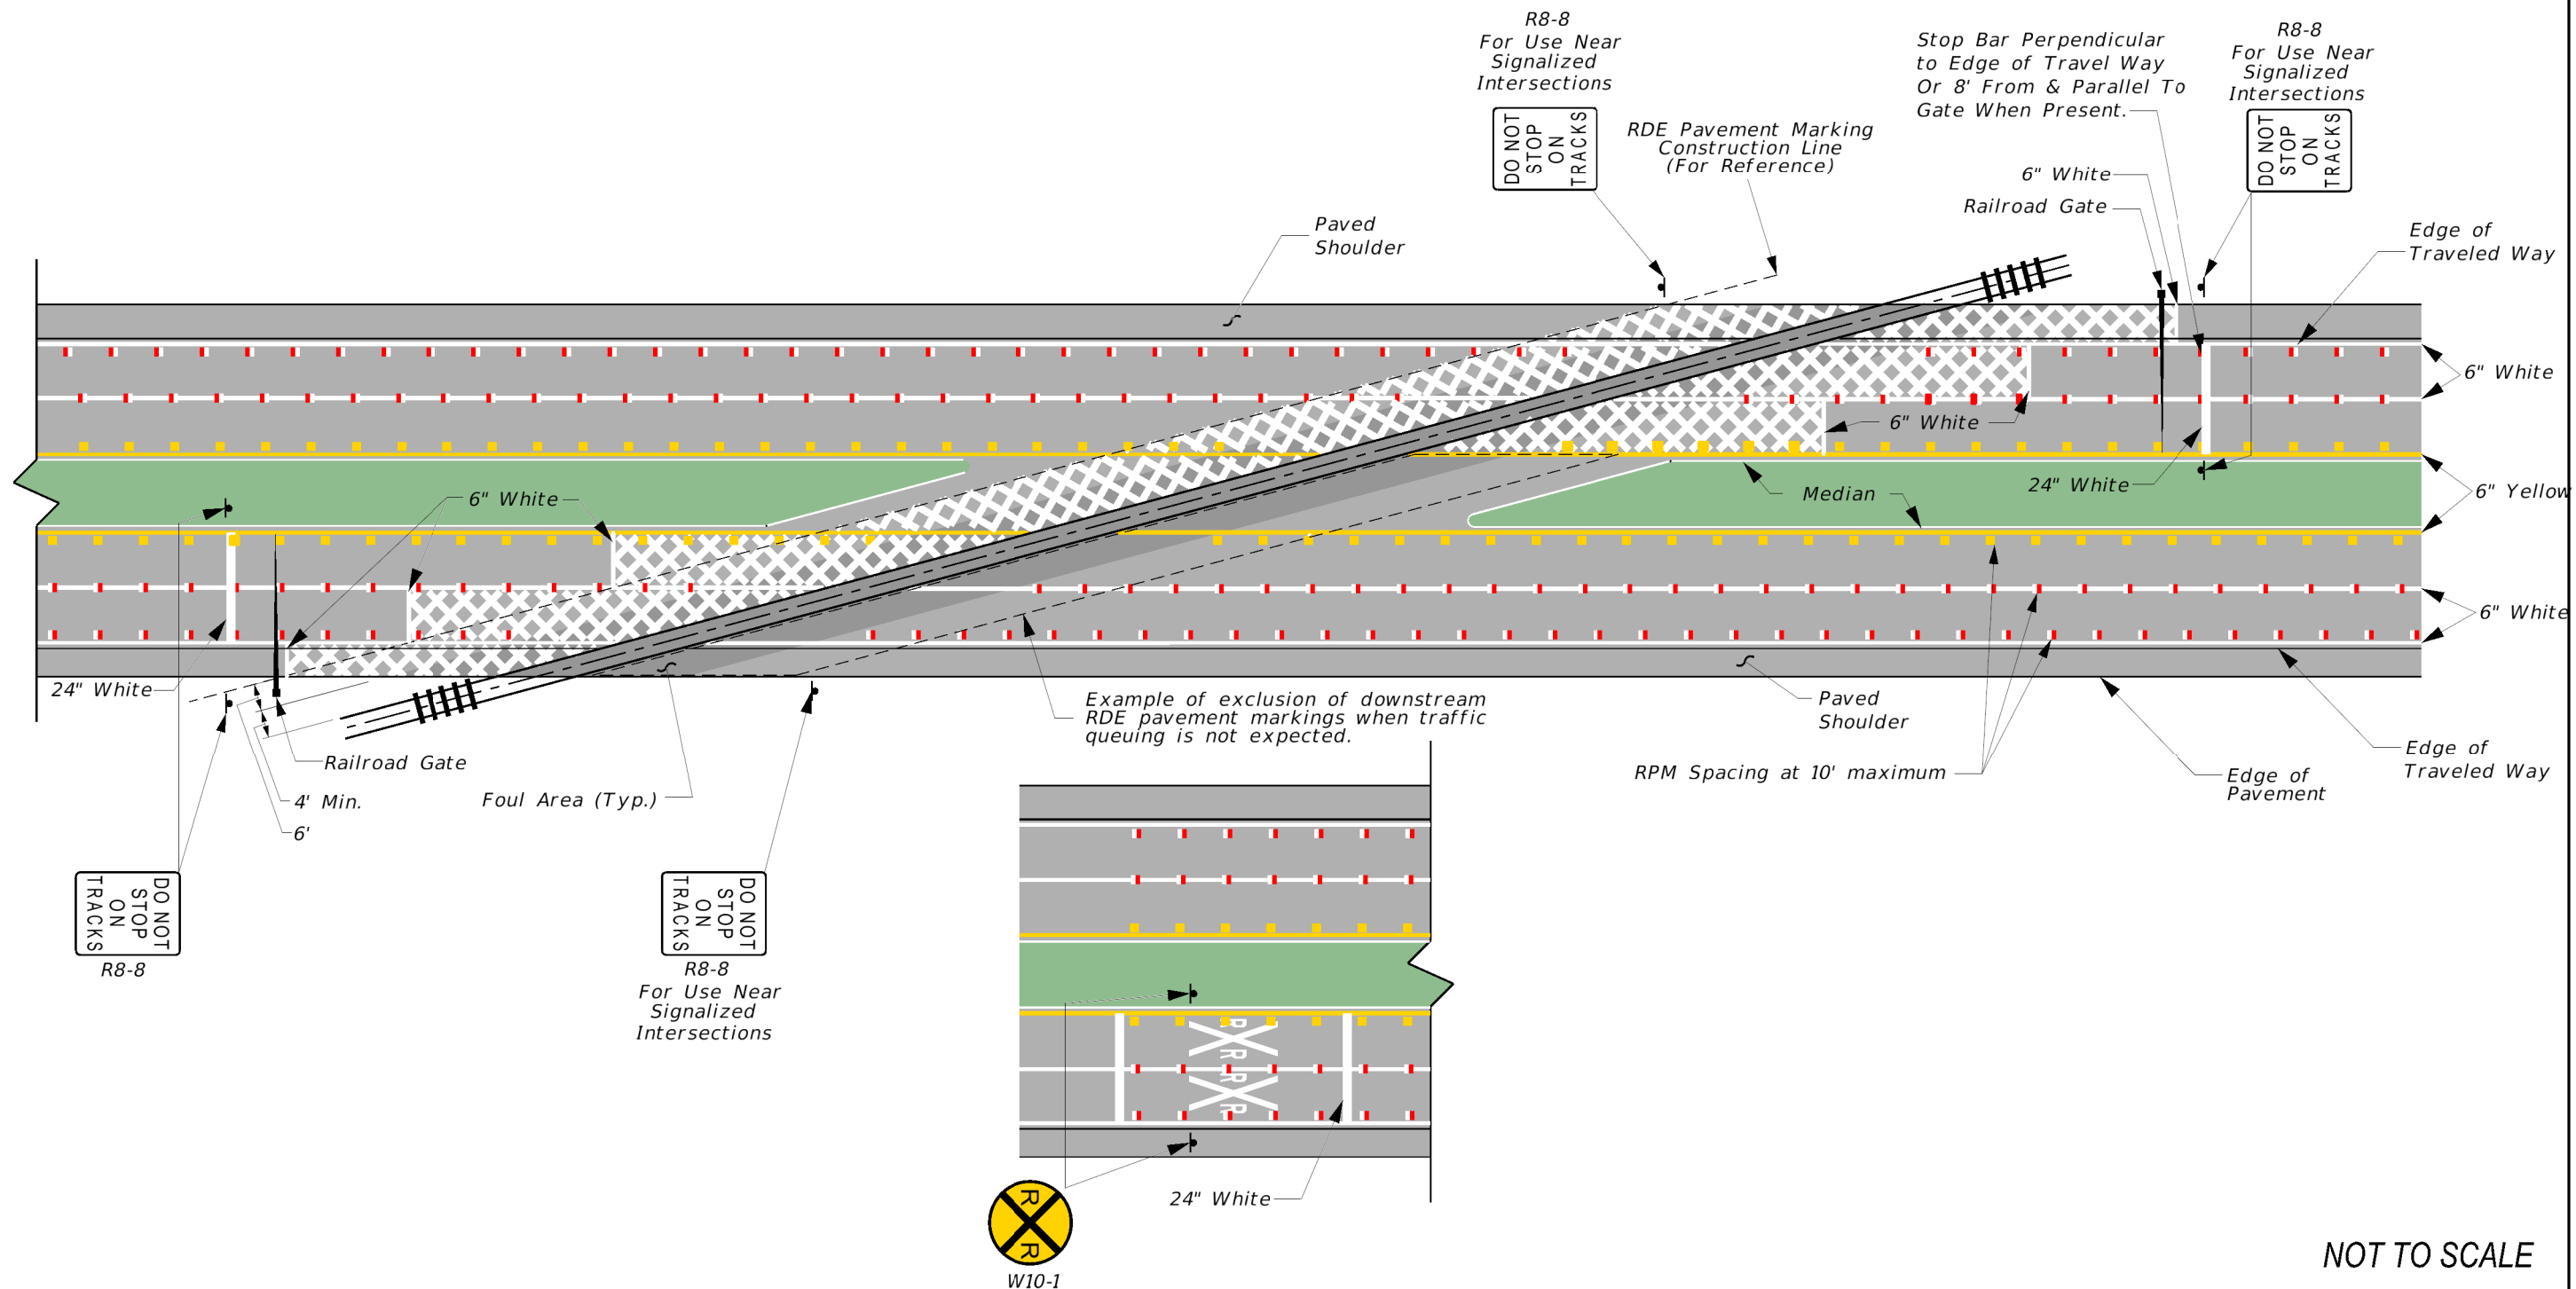 R8-8
For Use Near
Signalized
Intersections
DO NOT
STOP
ON
TRACKS
RDE Pavement Marking
Construction Line
(For Reference)
Stop Bar Perpendicular
to Edge of Travel Way
Or 8' From & Parallel To
Gate When Present.
R8-8
For Use Near
Signalized
Intersections
DO NOT
STOP
ON
TRACKS
6" White
Railroad Gate
Paved
Shoulder
Edge of
Traveled Way
6" White
6" White
24" White
Median
6" Yellow
6" White
6" White
24" White
Railroad Gate
4' Min.
6'
Foul Area (Typ.)
Example of exclusion of downstream
RDE pavement markings when traffic
queuing is not expected.
Paved
Shoulder
RPM Spacing at 10' maximum
Edge of
Pavement
Edge of
Traveled Way
DO NOT
STOP
ON
TRACKS
R8-8
DO NOT
STOP
ON
TRACKS
R8-8
For Use Near
Signalized
Intersections
R R
R R
24" White
R R
W10-1
NOT TO SCALE